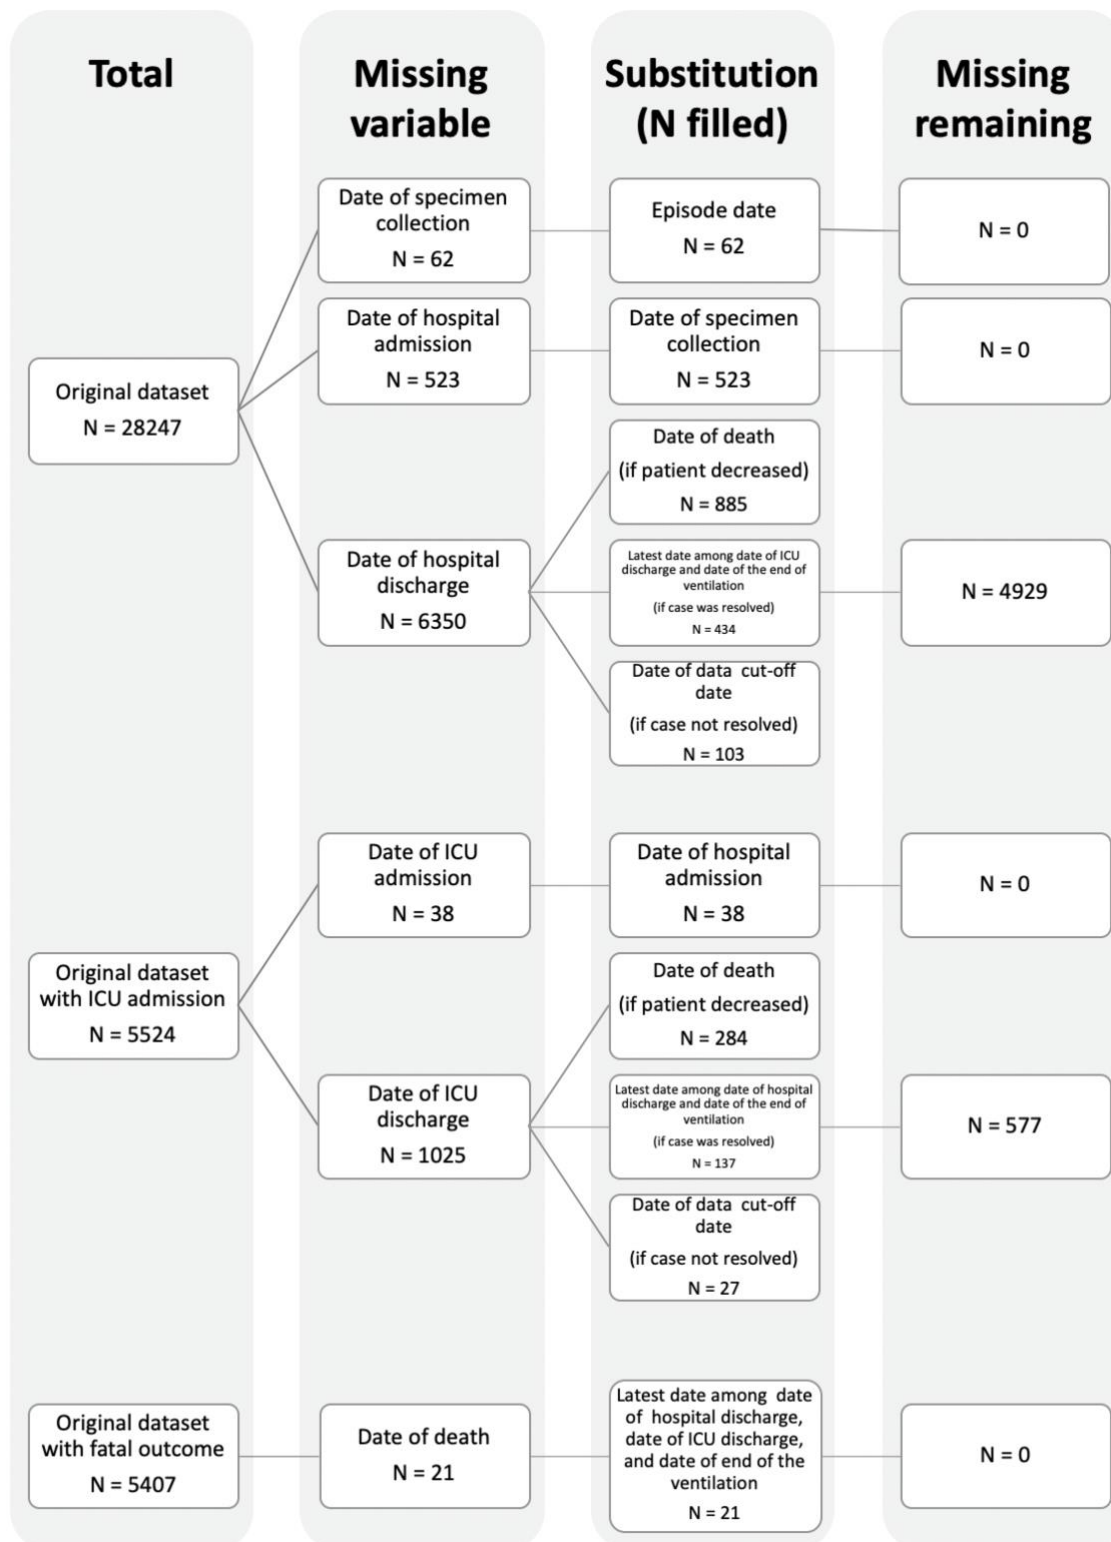 Total
Missing
variable
Substitution
(N filled)
Missing
remaining
Original dataset
N = 28247
Date of specimen
collection
N = 62
Episode date
N = 62
N = 0
Date of hospital
admission
N = 523
Date of specimen
collection
N = 523
N = 0
Date of hospital
discharge
N = 6350
Date of death
(if patient decreased)
N = 885
Latest date among date of ICU
discharge and date of the end of
ventilation
(if case was resolved)
N = 434
Date of data cut-off
date
(if case not resolved)
N = 103
N = 4929
Original dataset
with ICU admission
N = 5524
Date of ICU
admission
N = 38
Date of hospital
admission
N = 38
N = 0
Date of ICU
discharge
N = 1025
Date of death
(if patient decreased)
N = 284
Latest date among date of hospital
discharge and date of the end of
ventilation
(if case was resolved)
N = 137
Date of data cut-off
date
(if case not resolved)
N = 27
N = 577
Original dataset
with fatal outcome
N = 5407
Date of death
N = 21
Latest date among date
of hospital discharge,
date of ICU discharge,
and date of end of the
ventilation
N = 21
N = 0